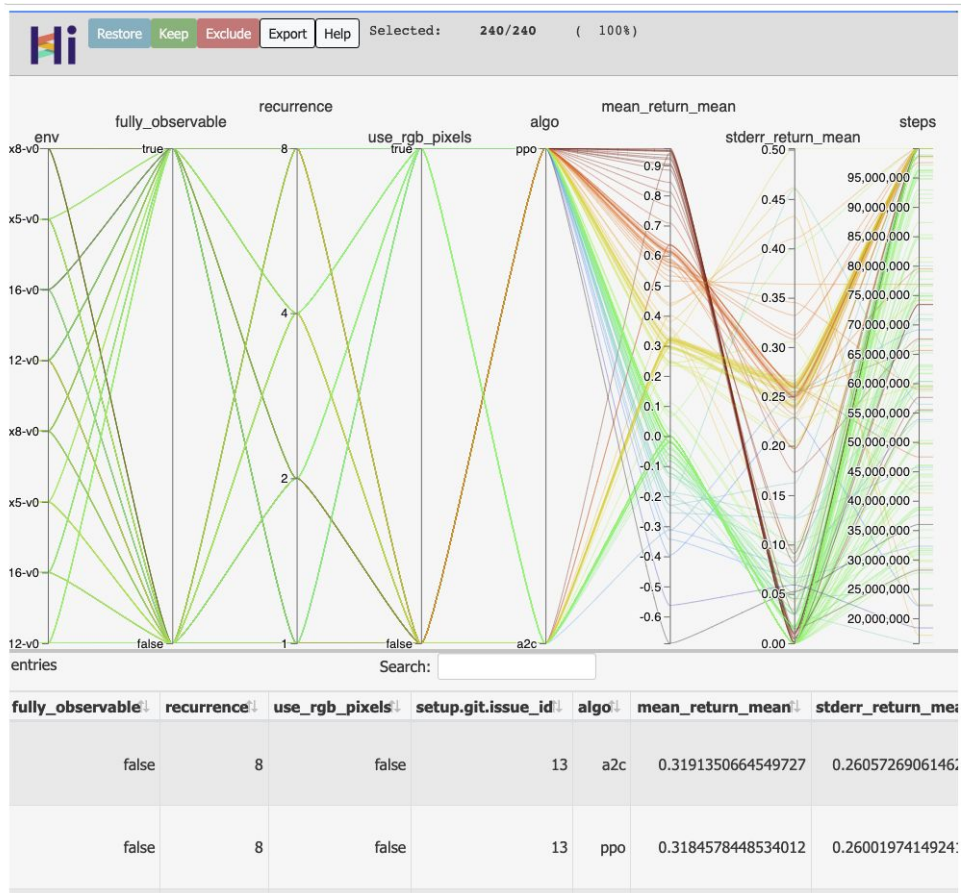 Hi
Restore Keep Exclude Export Help Selected: 240/240 ( 100%)
recurrence mean_return_mean
fully_observable algo steps
env use_rgb_pixels stderr_return_mean
x8-v0
x5-v0
16-v0
12-v0
x8-v0
x5-v0
16-v0
12-v0
true
false
8
4
2
1
true
false
ppo
a2c
0.9
0.8
0.7
0.6
0.5
0.4
0.3
0.2
0.1
0.0
-0.1
-0.2
-0.3
-0.4
-0.5
-0.6
0.50
0.45
0.40
0.35
0.30
0.25
0.20
0.15
0.10
0.05
0.00
95,000,000
90,000,000
85,000,000
80,000,000
75,000,000
70,000,000
65,000,000
60,000,000
55,000,000
50,000,000
45,000,000
40,000,000
35,000,000
30,000,000
25,000,000
20,000,000
entries Search:
fully_observable recurrence use_rgb_pixels setup.git.issue_id algo mean_return_mean stderr_return_mea
false 8 false 13 a2c 0.3191350664549727 0.26057269061462
false 8 false 13 ppo 0.3184578448534012 0.26001974149241